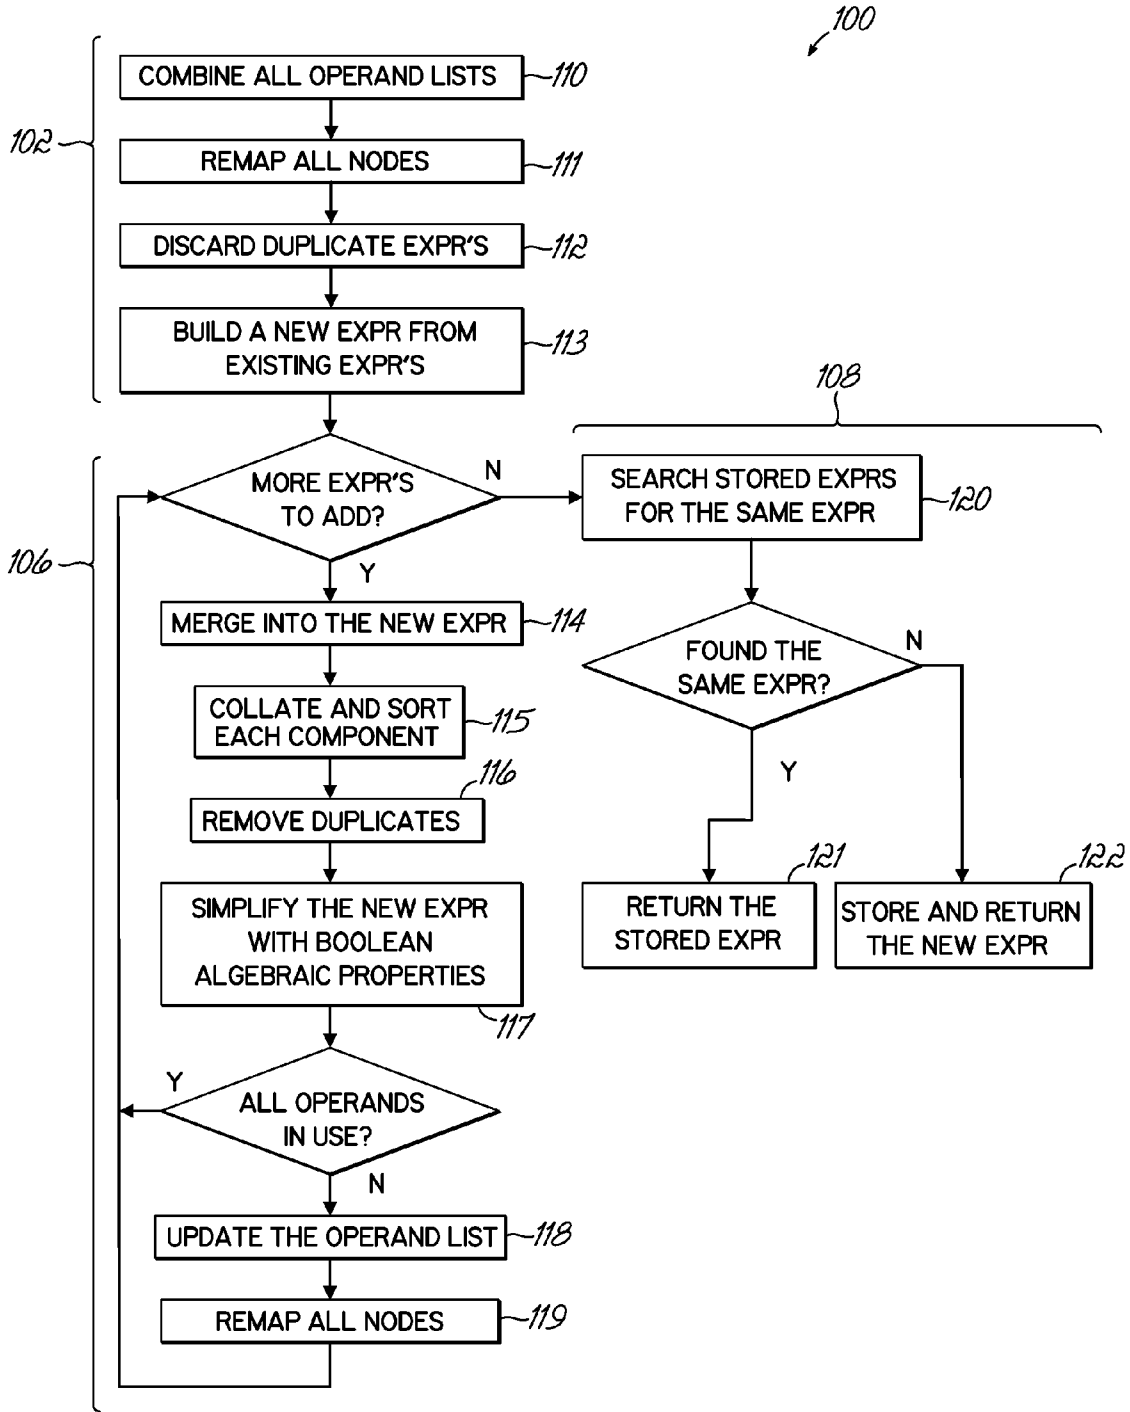 100
102
COMBINE ALL OPERAND LISTS
110
REMAP ALL NODES
111
DISCARD DUPLICATE EXPR'S
112
BUILD A NEW EXPR FROM
EXISTING EXPR'S
113
106
MORE EXPR'S
TO ADD?
N
Y
MERGE INTO THE NEW EXPR
114
COLLATE AND SORT
EACH COMPONENT
115
REMOVE DUPLICATES
116
SIMPLIFY THE NEW EXPR
WITH BOOLEAN
ALGEBRAIC PROPERTIES
117
ALL OPERANDS
IN USE?
Y
N
UPDATE THE OPERAND LIST
118
REMAP ALL NODES
119
108
SEARCH STORED EXPRS
FOR THE SAME EXPR
120
FOUND THE
SAME EXPR?
N
Y
RETURN THE
STORED EXPR
121
STORE AND RETURN
THE NEW EXPR
122